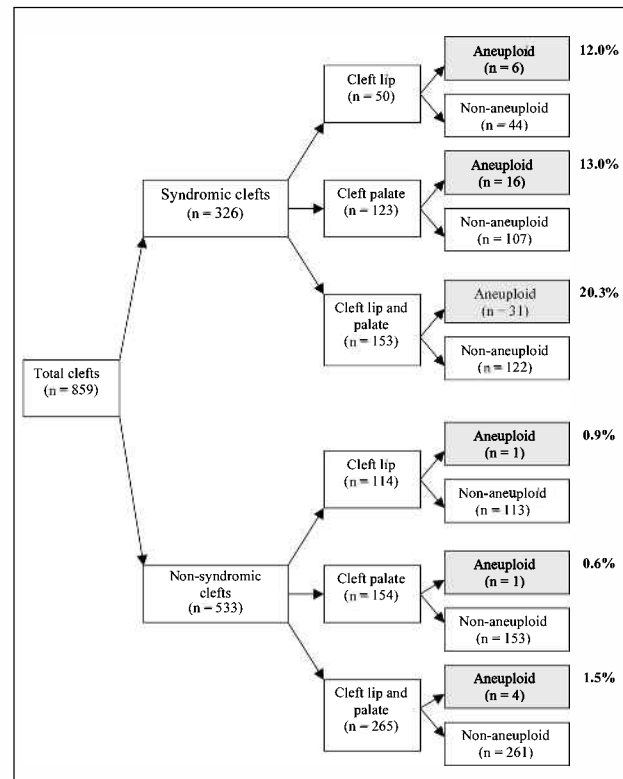 Total clefts
(n = 859)
Syndromic clefts
(n = 326)
Cleft lip
(n = 50)
Aneuploid
(n = 6)
12.0%
Non-aneuploid
(n = 44)
Cleft palate
(n = 123)
Aneuploid
(n = 16)
13.0%
Non-aneuploid
(n = 107)
Cleft lip and
palate
(n = 153)
Aneuploid
(n = 31)
20.3%
Non-aneuploid
(n = 122)
Non-syndromic
clefts
(n = 533)
Cleft lip
(n = 114)
Aneuploid
(n = 1)
0.9%
Non-aneuploid
(n = 113)
Cleft palate
(n = 154)
Aneuploid
(n = 1)
0.6%
Non-aneuploid
(n = 153)
Cleft lip and
palate
(n = 265)
Aneuploid
(n = 4)
1.5%
Non-aneuploid
(n = 261)